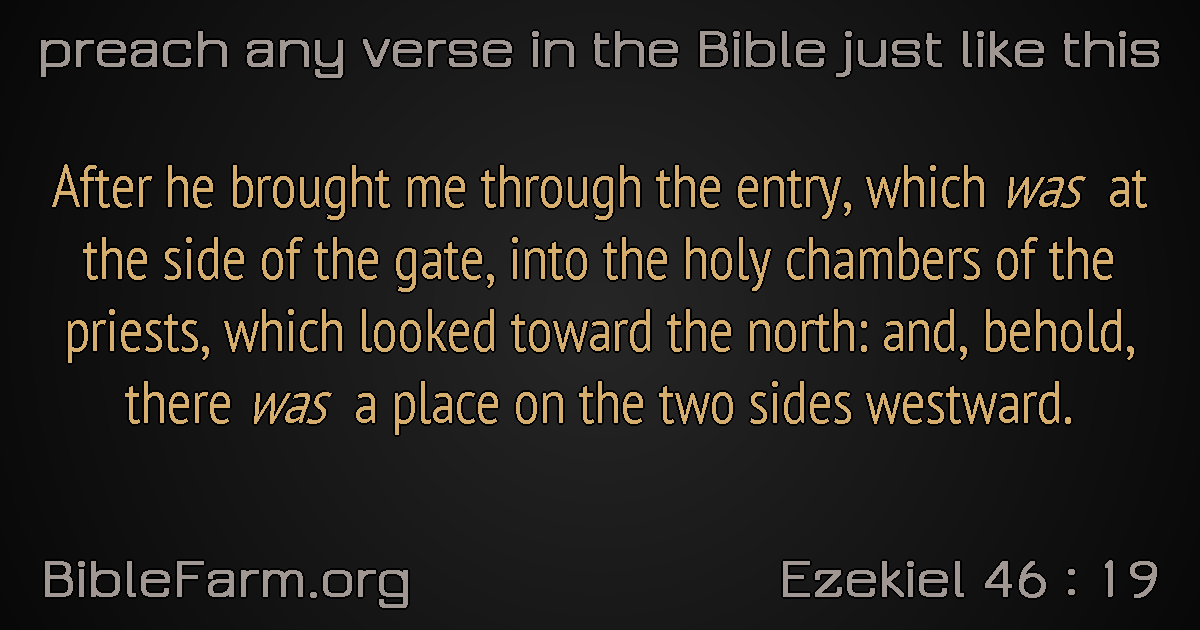 preach any verse in the Bible just like this
After he brought me through the entry, which was at
the side of the gate, into the holy chambers of the
priests, which looked toward the north: and, behold,
there was a place on the two sides westward.
BibleFarm.org
Ezekiel 46 : 19